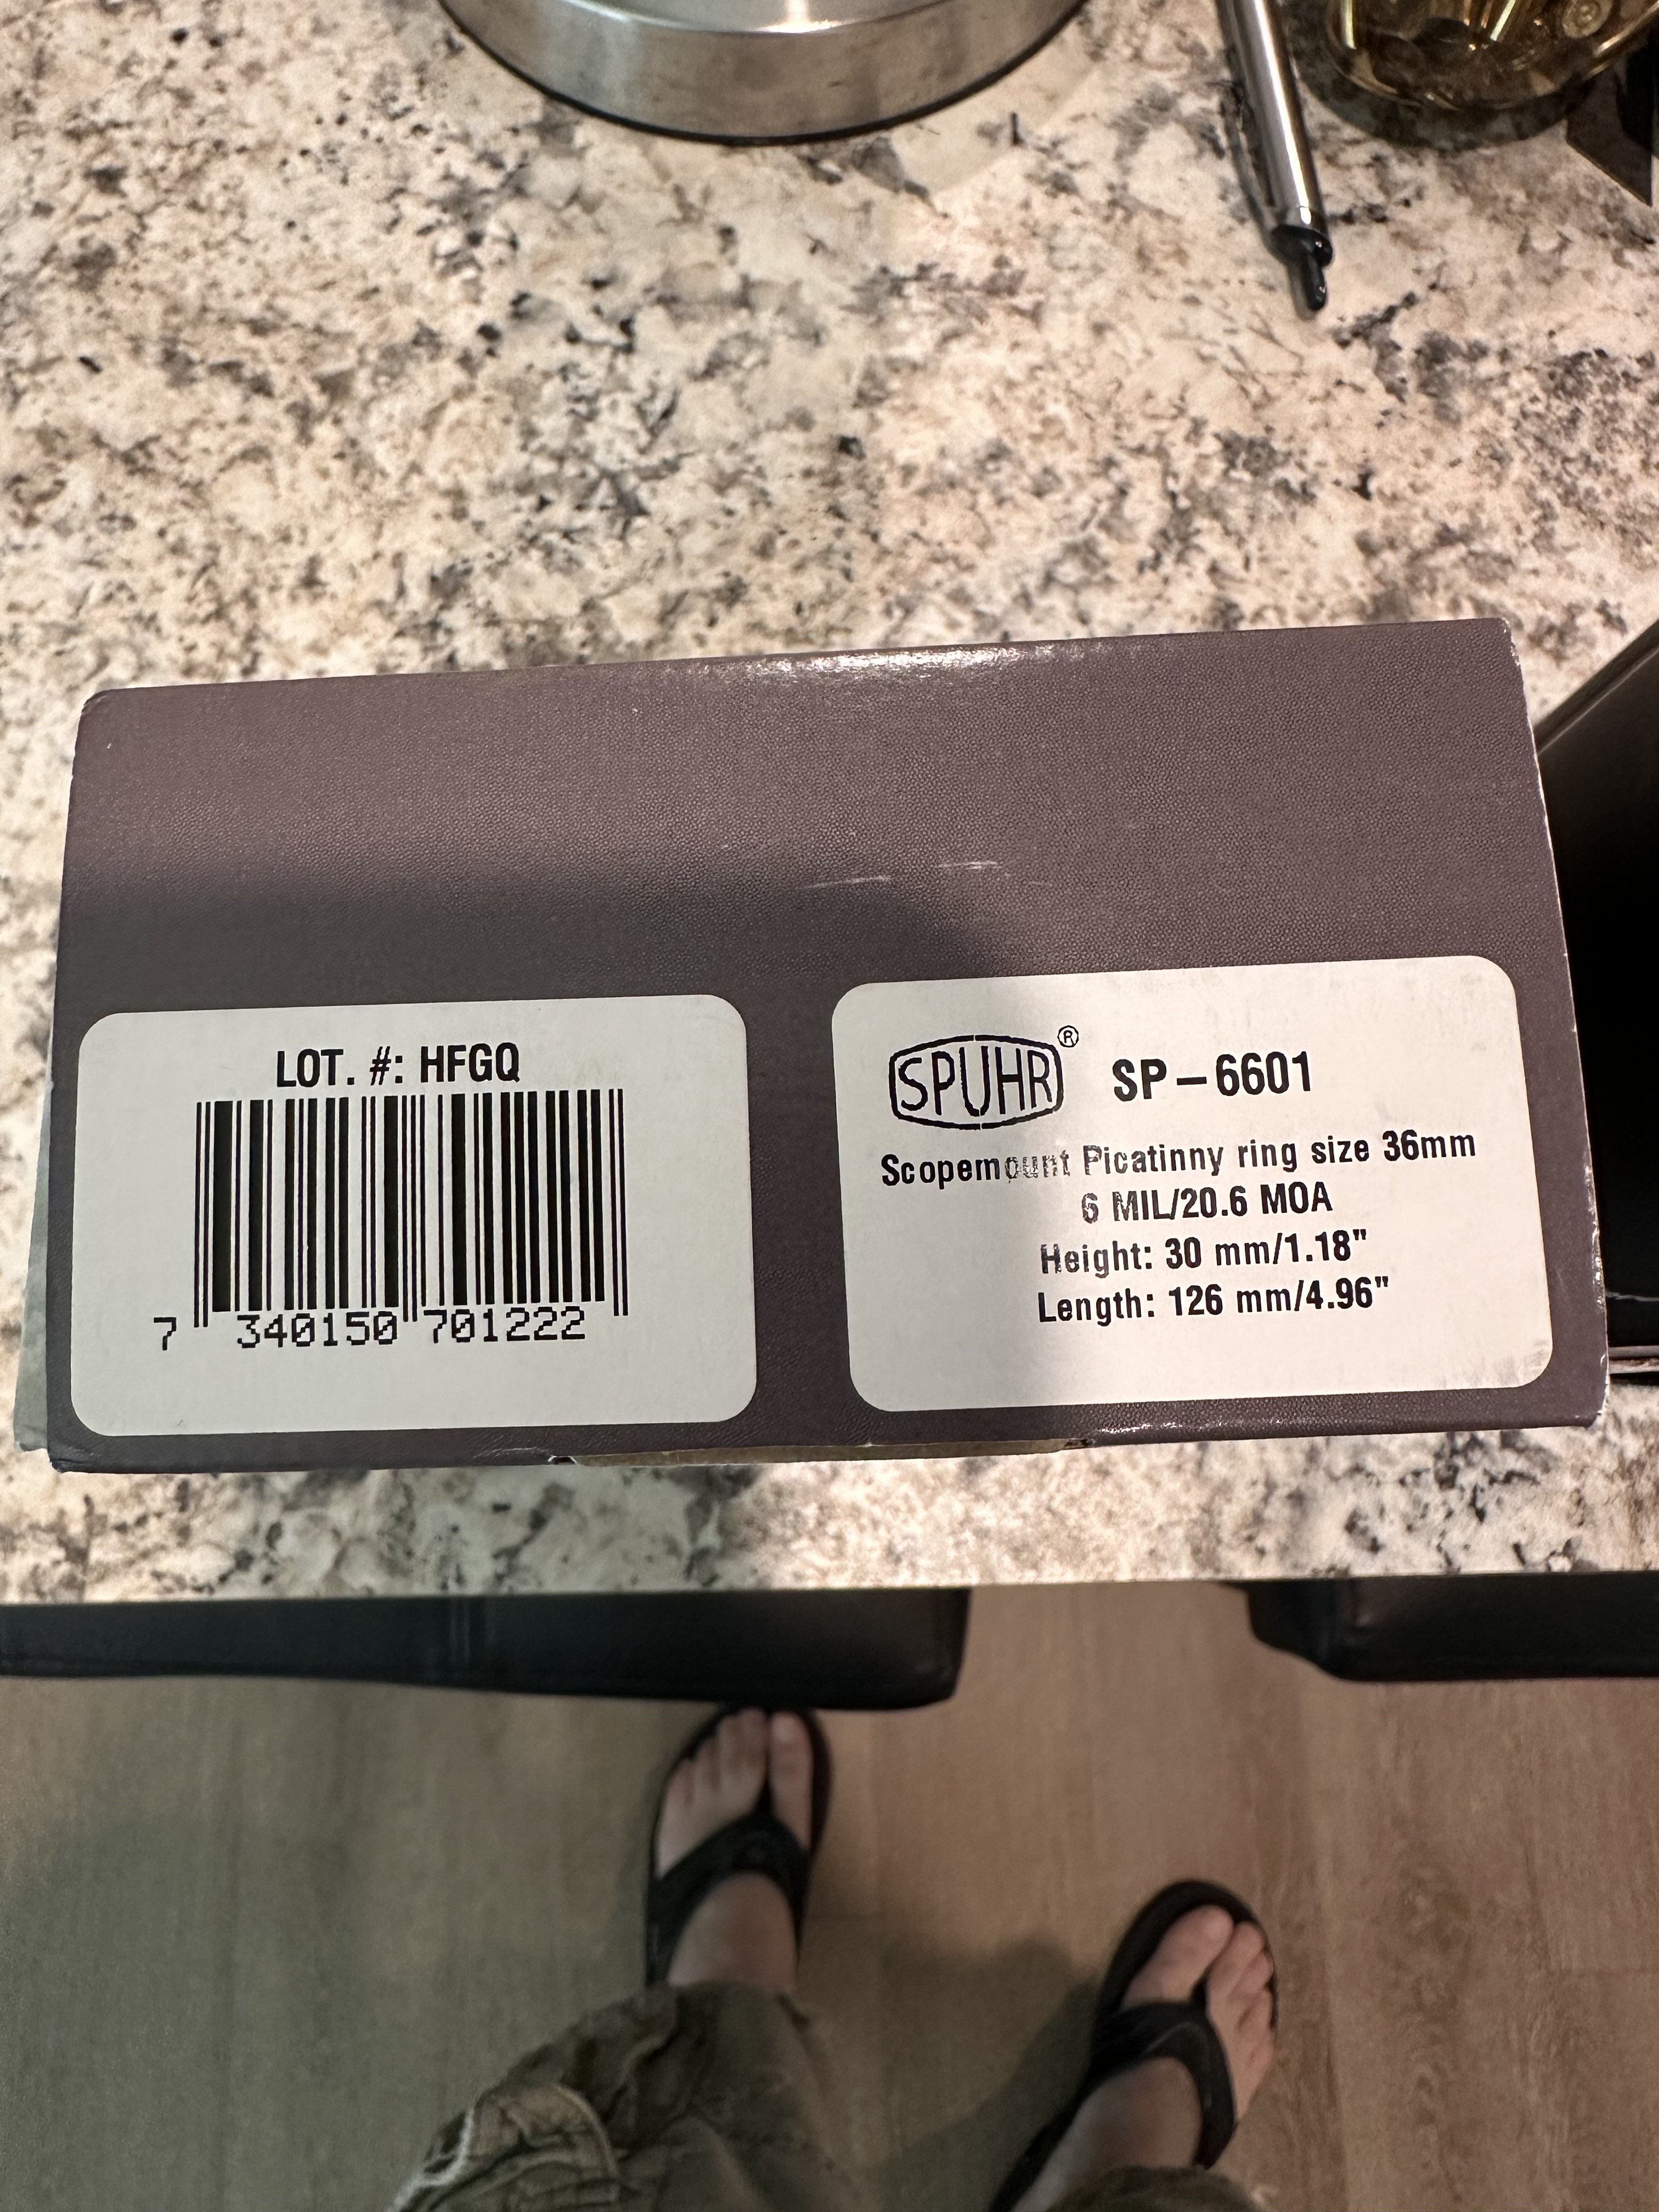 LOT. #: HFGQ
7 340150 701222
SPUHR® SP-6601
Scopemount Picatinny ring size 36mm
6 MIL/20.6 MOA
Height: 30 mm/1.18"
Length: 126 mm/4.96"